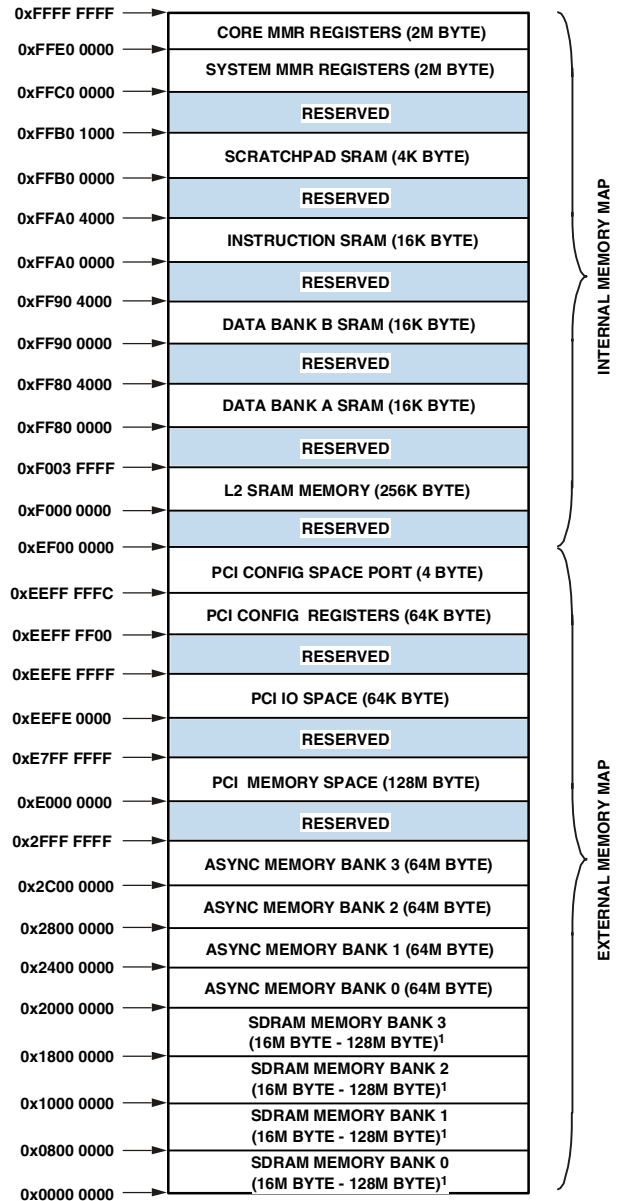 0xFFFF FFFF
CORE MMR REGISTERS (2M BYTE)
0xFFE0 0000
SYSTEM MMR REGISTERS (2M BYTE)
0xFFC0 0000
RESERVED
0xFFB0 1000
SCRATCHPAD SRAM (4K BYTE)
0xFFB0 0000
RESERVED
0xFFA0 4000
INSTRUCTION SRAM (16K BYTE)
0xFFA0 0000
RESERVED
0xFF90 4000
DATA BANK B SRAM (16K BYTE)
0xFF90 0000
RESERVED
0xFF80 4000
DATA BANK A SRAM (16K BYTE)
0xFF80 0000
RESERVED
0xF003 FFFF
L2 SRAM MEMORY (256K BYTE)
0xF000 0000
RESERVED
0xEF00 0000
PCI CONFIG SPACE PORT (4 BYTE)
0xEEFF FFFC
PCI CONFIG REGISTERS (64K BYTE)
0xEEFF FF00
RESERVED
0xEEFE FFFF
PCI IO SPACE (64K BYTE)
0xEEFE 0000
RESERVED
0xE7FF FFFF
PCI MEMORY SPACE (128M BYTE)
0xE000 0000
RESERVED
0x2FFF FFFF
ASYNC MEMORY BANK 3 (64M BYTE)
0x2C00 0000
ASYNC MEMORY BANK 2 (64M BYTE)
0x2800 0000
ASYNC MEMORY BANK 1 (64M BYTE)
0x2400 0000
ASYNC MEMORY BANK 0 (64M BYTE)
0x2000 0000
SDRAM MEMORY BANK 3
(16M BYTE - 128M BYTE)¹
0x1800 0000
SDRAM MEMORY BANK 2
(16M BYTE - 128M BYTE)¹
0x1000 0000
SDRAM MEMORY BANK 1
(16M BYTE - 128M BYTE)¹
0x0800 0000
SDRAM MEMORY BANK 0
(16M BYTE - 128M BYTE)¹
0x0000 0000
INTERNAL MEMORY MAP
EXTERNAL MEMORY MAP